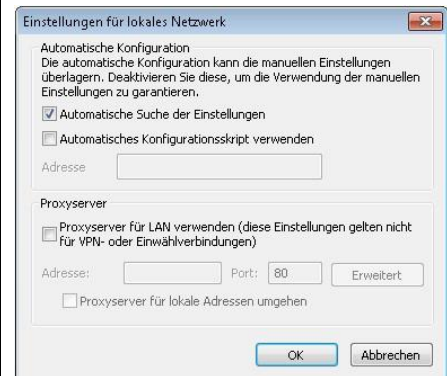 Einstellungen für lokales Netzwerk
Automatische Konfiguration
Die automatische Konfiguration kann die manuellen Einstellungen
überlagern. Deaktivieren Sie diese, um die Verwendung der manuellen
Einstellungen zu garantieren.
Automatische Suche der Einstellungen
Automatisches Konfigurationsskript verwenden
Adresse
Proxyserver
Proxyserver für LAN verwenden (diese Einstellungen gelten nicht
für VPN- oder Einwählverbindungen)
Adresse: Port: 80 Erweitert
Proxyserver für lokale Adressen umgehen
OK Abbrechen